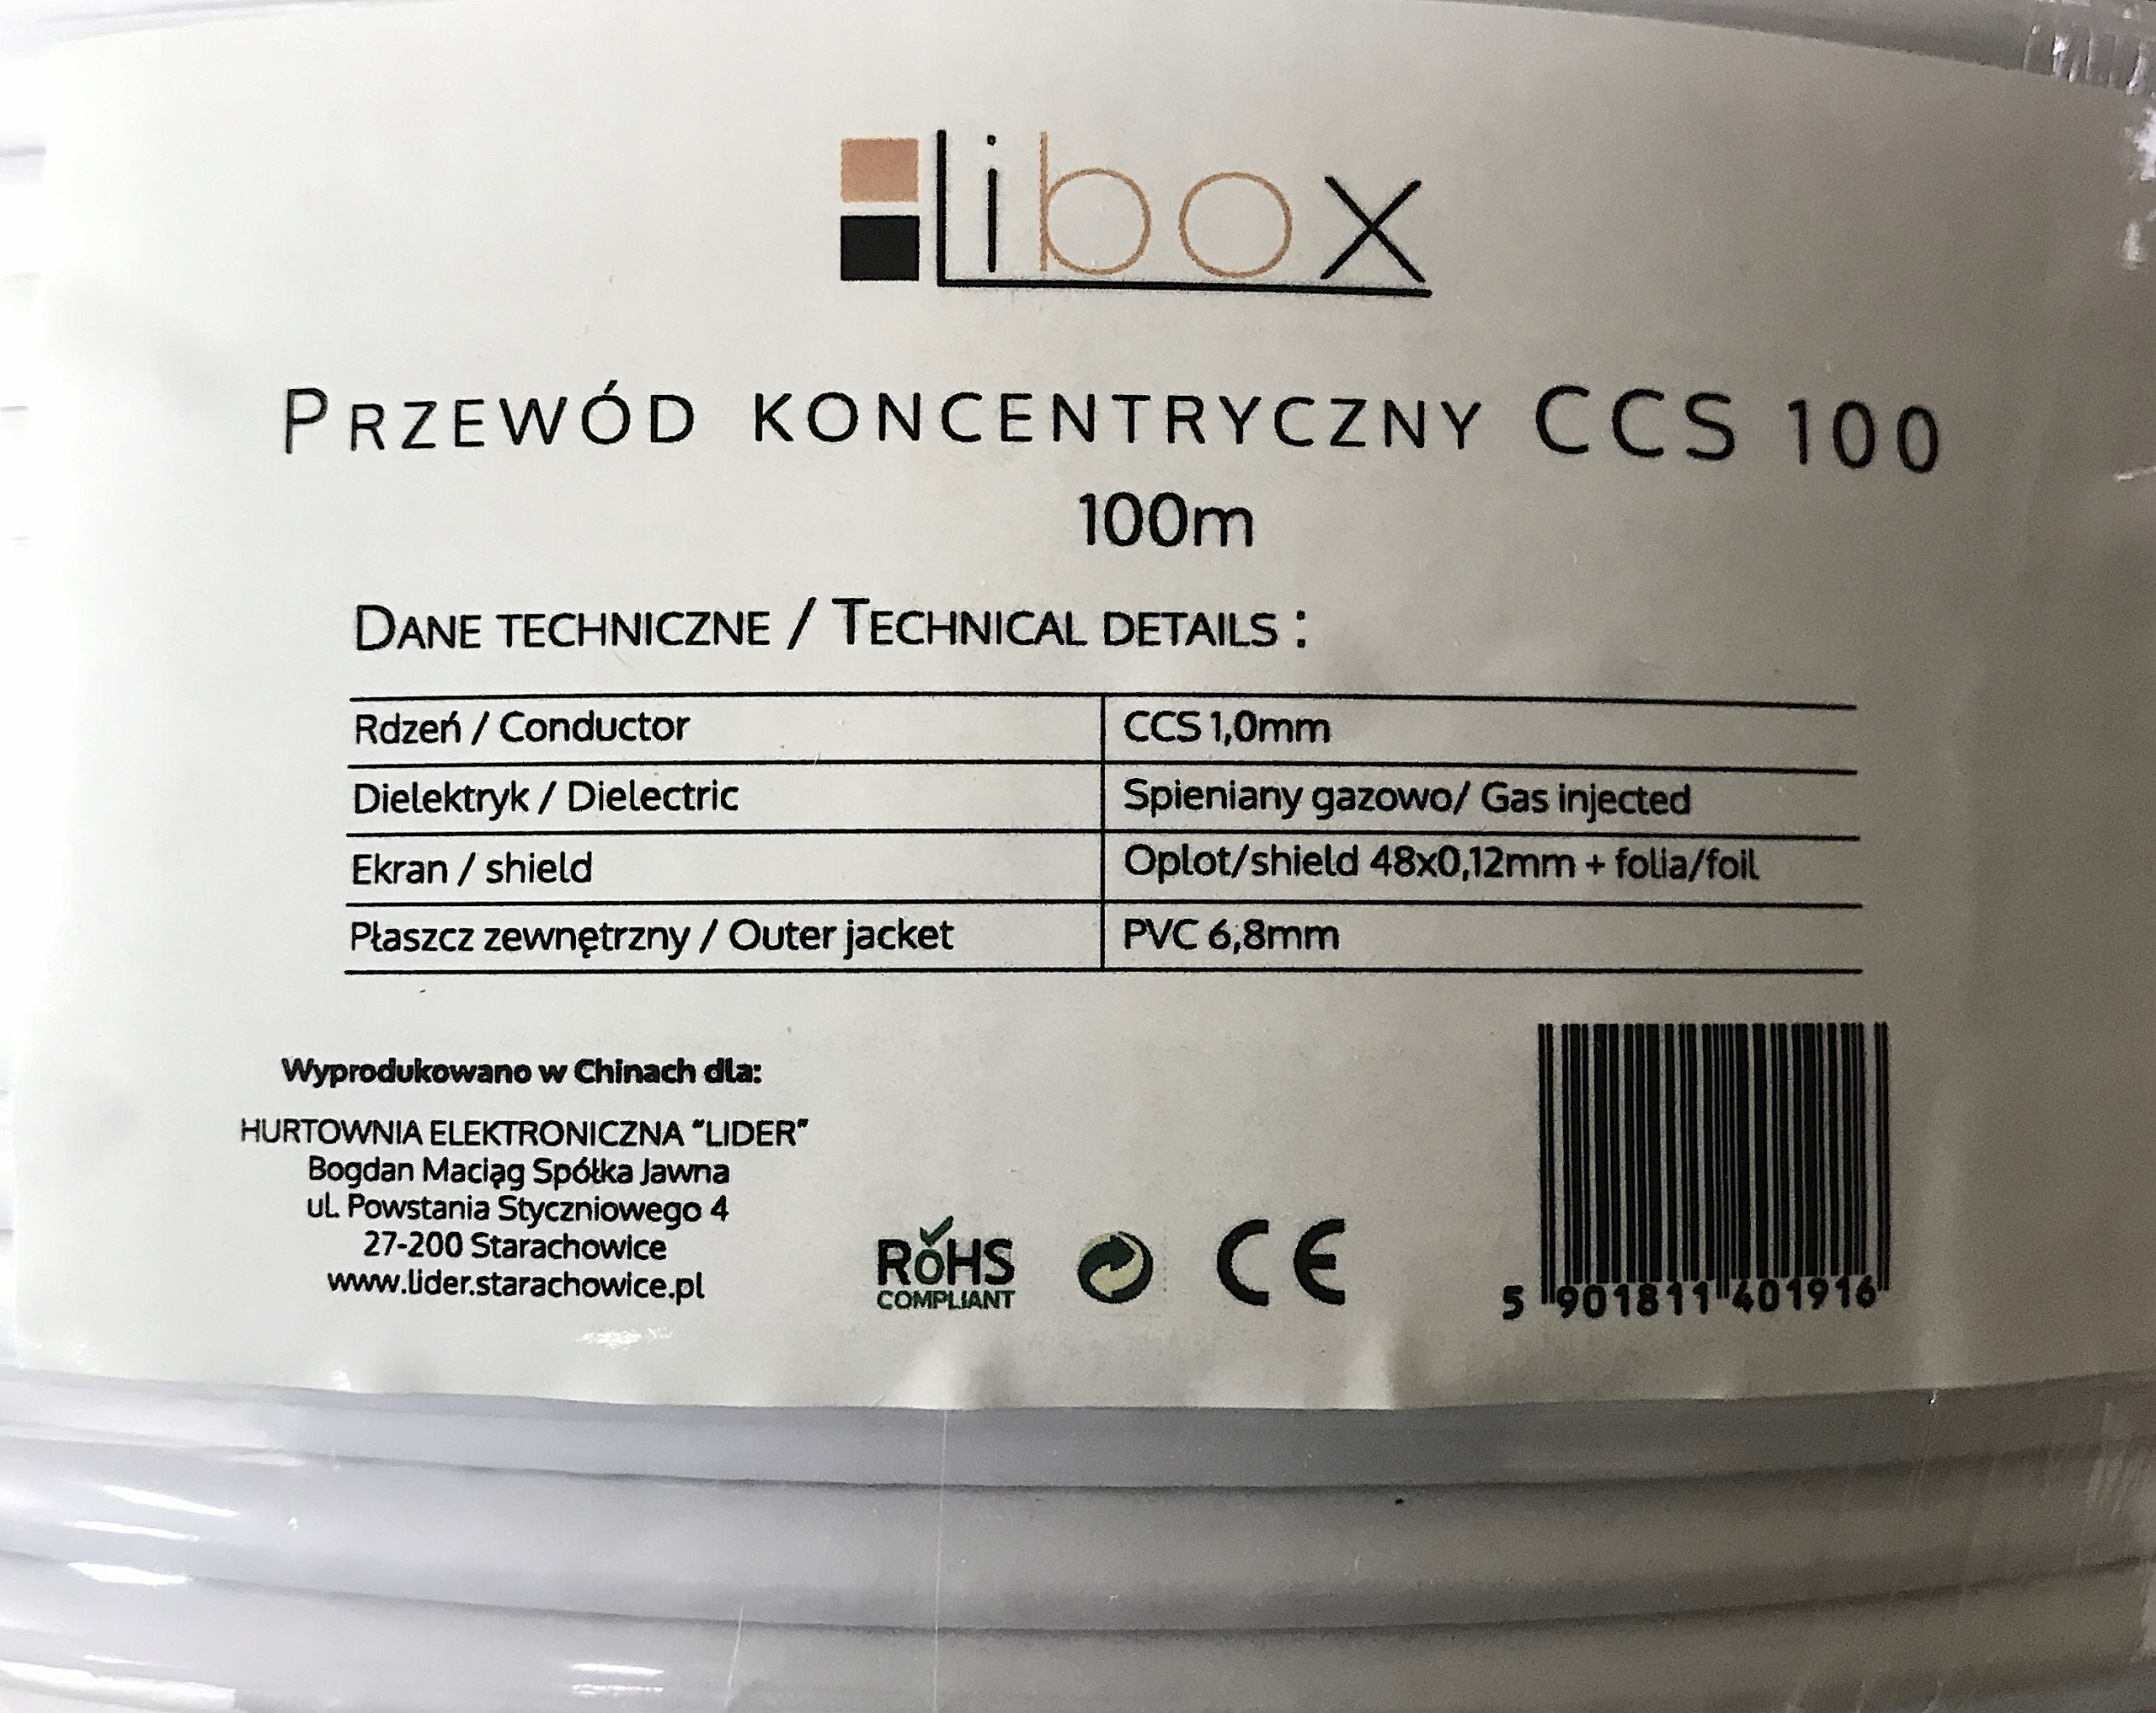 Libox
PRZEWÓD KONCENTRYCZNY CCS 100
100m
DANE TECHNICZNE / TECHNICAL DETAILS :
Rdzeń / Conductor CCS 1,0mm
Dielektryk / Dielectric Spieniany gazowo/ Gas injected
Ekran / shield Oplot/shield 48x0,12mm + folia/foil
Płaszcz zewnętrzny / Outer jacket PVC 6,8mm
Wyprodukowano w Chinach dla:
HURTOWNIA ELEKTRONICZNA "LIDER"
Bogdan Maciąg Spółka Jawna
ul. Powstania Styczniowego 4
27-200 Starachowice
www.lider.starachowice.pl
RoHS
COMPLIANT
CE
5 901811 401916